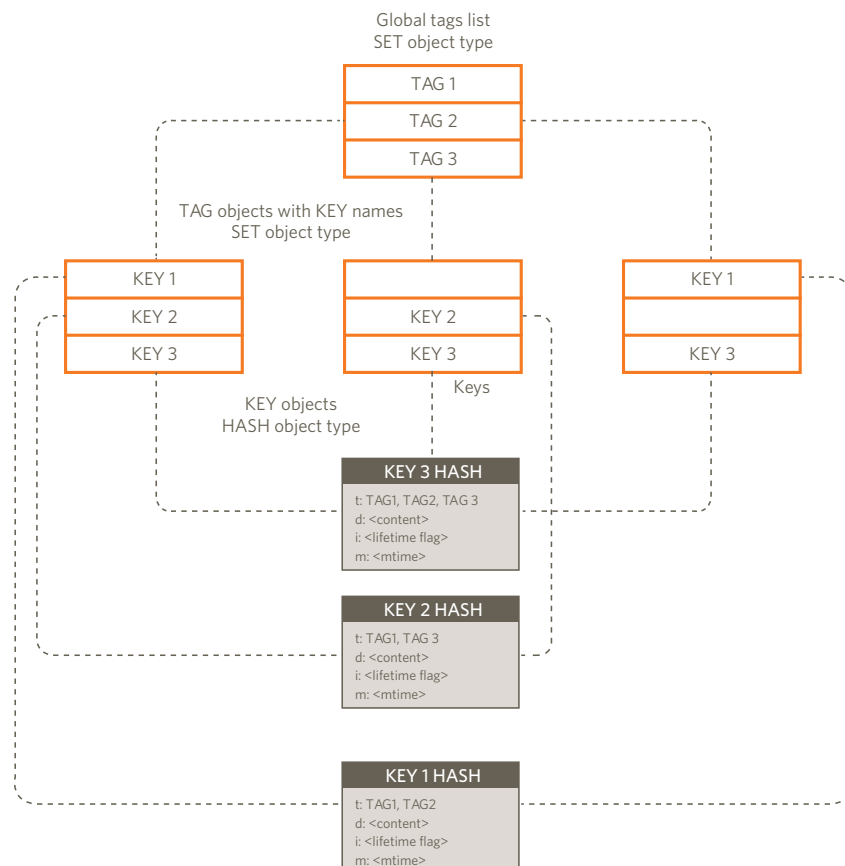 Global tags list
SET object type
TAG 1
TAG 2
TAG 3
TAG objects with KEY names
SET object type
KEY 1
KEY 2
KEY 3
KEY 2
KEY 3
KEY 1
KEY 3
Keys
KEY objects
HASH object type
KEY 3 HASH
t: TAG1, TAG2, TAG 3
d: <content>
i: <lifetime flag>
m: <mtime>
KEY 2 HASH
t: TAG1, TAG 3
d: <content>
i: <lifetime flag>
m: <mtime>
KEY 1 HASH
t: TAG1, TAG2
d: <content>
i: <lifetime flag>
m: <mtime>